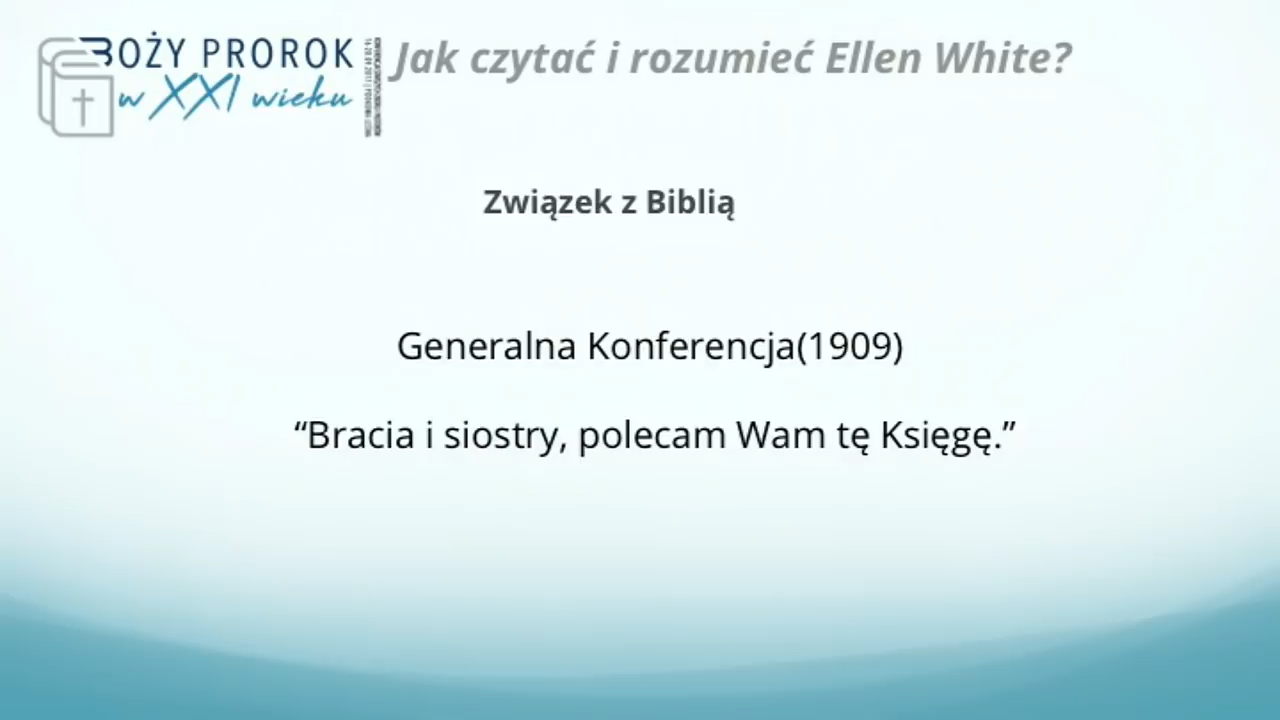 BOŻY PROROK
w XXI wieku
Jak czytać i rozumieć Ellen White?
Związek z Biblią
Generalna Konferencja(1909)
“Bracia i siostry, polecam Wam tę Księgę.”